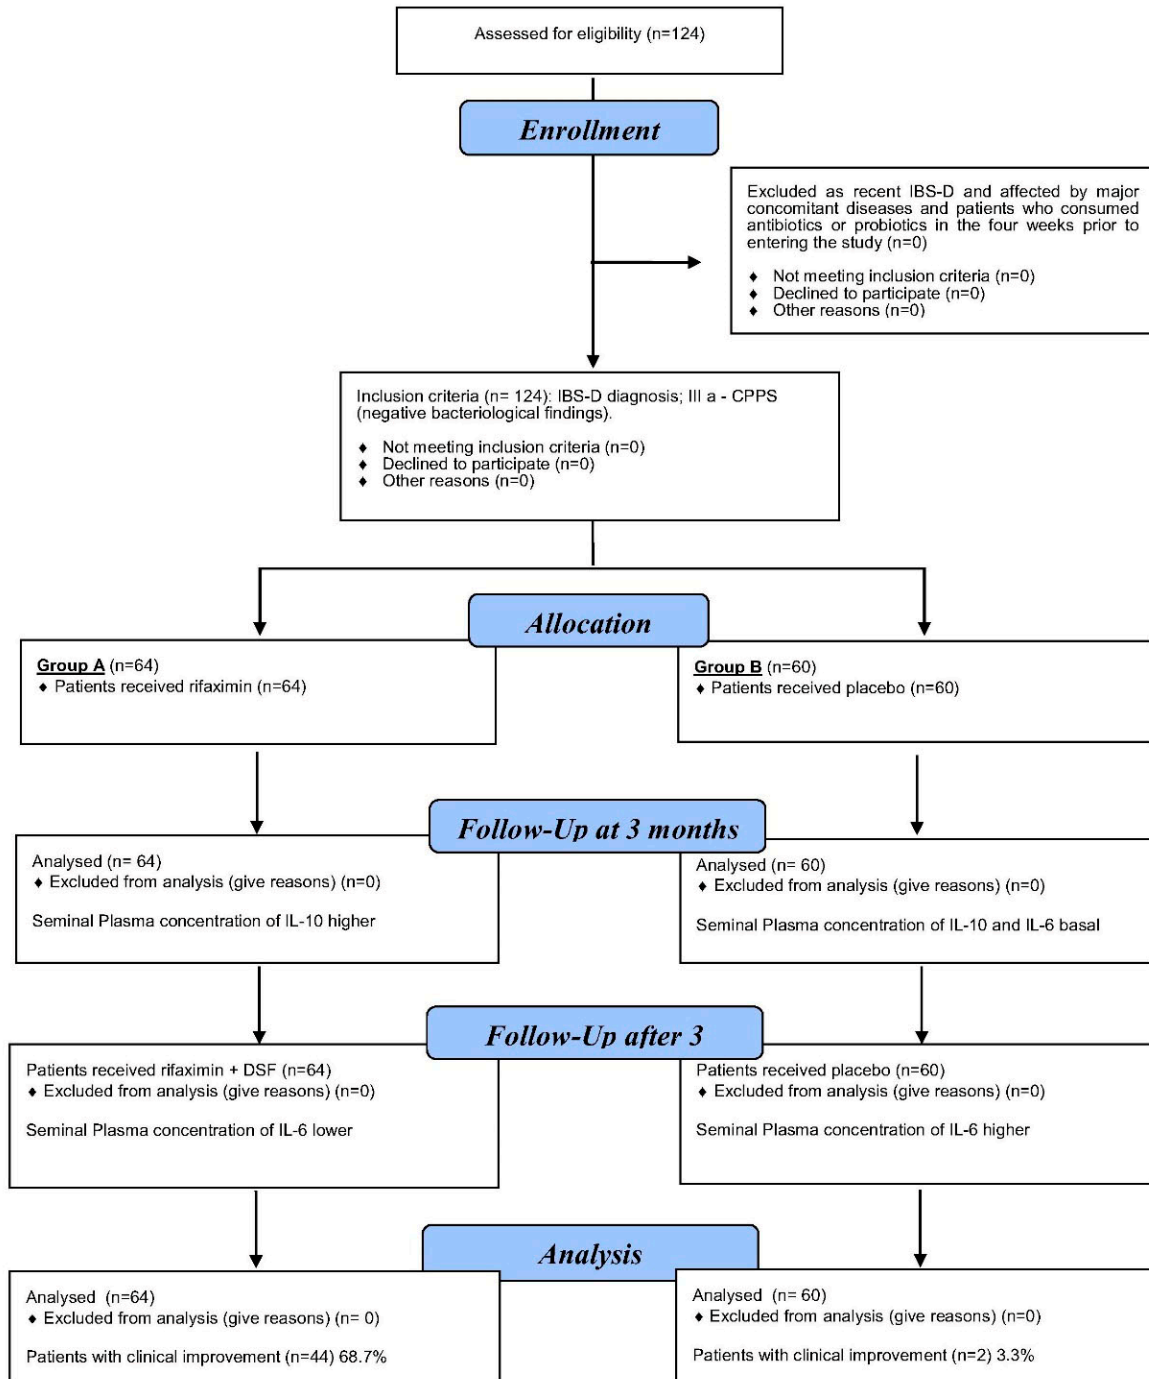 Assessed for eligibility (n=124)
Enrollment
Excluded as recent IBS-D and affected by major
concomitant diseases and patients who consumed
antibiotics or probiotics in the four weeks prior to
entering the study (n=0)
♦ Not meeting inclusion criteria (n=0)
♦ Declined to participate (n=0)
♦ Other reasons (n=0)
Inclusion criteria (n= 124): IBS-D diagnosis; III a - CPPS
(negative bacteriological findings).
♦ Not meeting inclusion criteria (n=0)
♦ Declined to participate (n=0)
♦ Other reasons (n=0)
Allocation
Group A (n=64)
♦ Patients received rifaximin (n=64)
Group B (n=60)
♦ Patients received placebo (n=60)
Follow-Up at 3 months
Analysed (n= 64)
♦ Excluded from analysis (give reasons) (n=0)
Seminal Plasma concentration of IL-10 higher
Analysed (n= 60)
♦ Excluded from analysis (give reasons) (n=0)
Seminal Plasma concentration of IL-10 and IL-6 basal
Follow-Up after 3
Patients received rifaximin + DSF (n=64)
♦ Excluded from analysis (give reasons) (n=0)
Seminal Plasma concentration of IL-6 lower
Patients received placebo (n=60)
♦ Excluded from analysis (give reasons) (n=0)
Seminal Plasma concentration of IL-6 higher
Analysis
Analysed (n=64)
♦ Excluded from analysis (give reasons) (n= 0)
Patients with clinical improvement (n=44) 68.7%
Analysed (n=60)
♦ Excluded from analysis (give reasons) (n=0)
Patients with clinical improvement (n=2) 3.3%